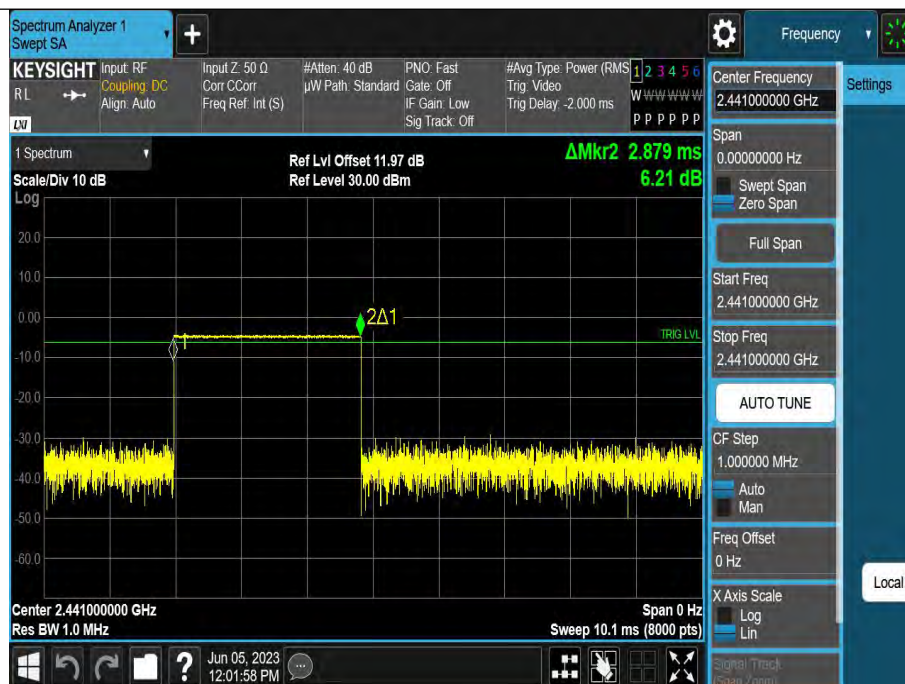 Spectrum Analyzer 1
Swept SA
+
Frequency
KEYSIGHT
RL
LXI
Input: RF
Coupling: DC
Align: Auto
Input Z: 50 Ω
Corr CCorr
Freq Ref: Int (S)
#Atten: 40 dB
µW Path: Standard
PNO: Fast
Gate: Off
IF Gain: Low
Sig Track: Off
#Avg Type: Power (RMS
Trig: Video
Trig Delay: -2.000 ms
1 2 3 4 5 6
W W W W W W
P P P P P P
1 Spectrum
Scale/Div 10 dB
Log
Ref Lvl Offset 11.97 dB
Ref Level 30.00 dBm
ΔMkr2 2.879 ms
6.21 dB
20.0
10.0
0.00
-10.0
-20.0
-30.0
-40.0
-50.0
-60.0
2Δ1
1
TRIG LVL
Center 2.441000000 GHz
Res BW 1.0 MHz
Span 0 Hz
Sweep 10.1 ms (8000 pts)
Center Frequency
2.441000000 GHz
Span
0.00000000 Hz
Swept Span
Zero Span
Full Span
Start Freq
2.441000000 GHz
Stop Freq
2.441000000 GHz
AUTO TUNE
CF Step
1.000000 MHz
Auto
Man
Freq Offset
0 Hz
X Axis Scale
Log
Lin
Signal Track
(Span Zoom)
Settings
Local
?
Jun 05, 2023
12:01:58 PM